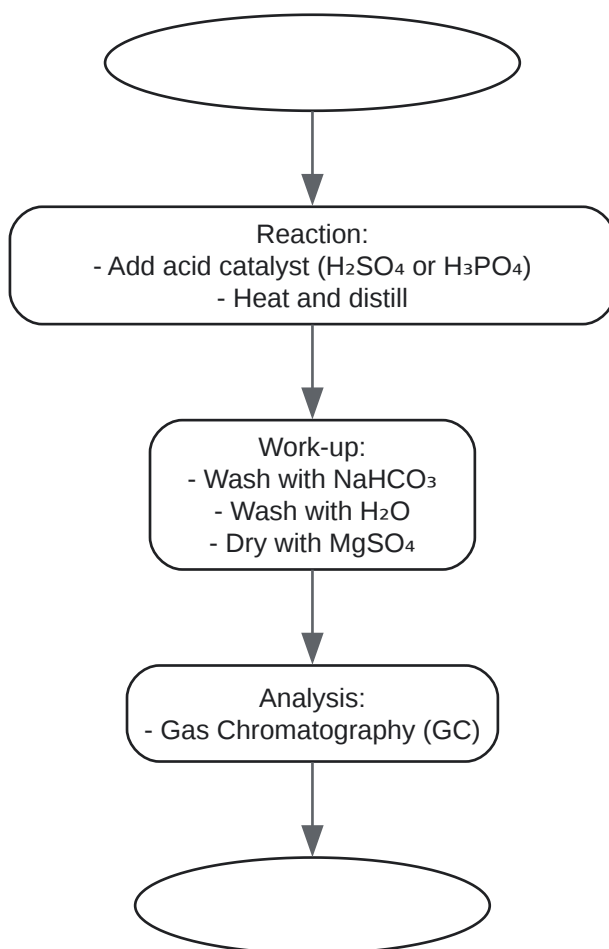 Reaction:
- Add acid catalyst (H₂SO₄ or H₃PO₄)
- Heat and distill
Work-up:
- Wash with NaHCO₃
- Wash with H₂O
- Dry with MgSO₄
Analysis:
- Gas Chromatography (GC)